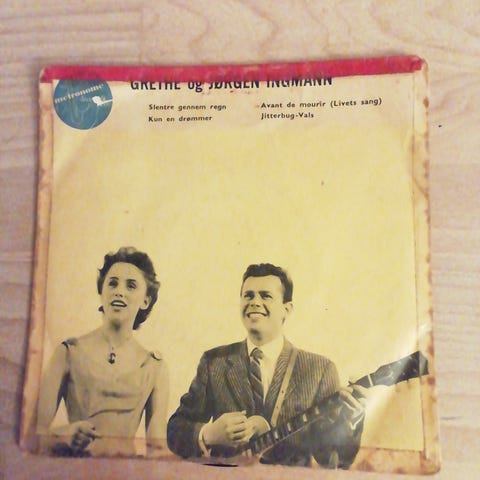 GRETHE og JØRGEN INGMANN
metronome
Slentre gennem regn
Kun en drømmer
Avant de mourir (Livets sang)
Jitterbug-Vals